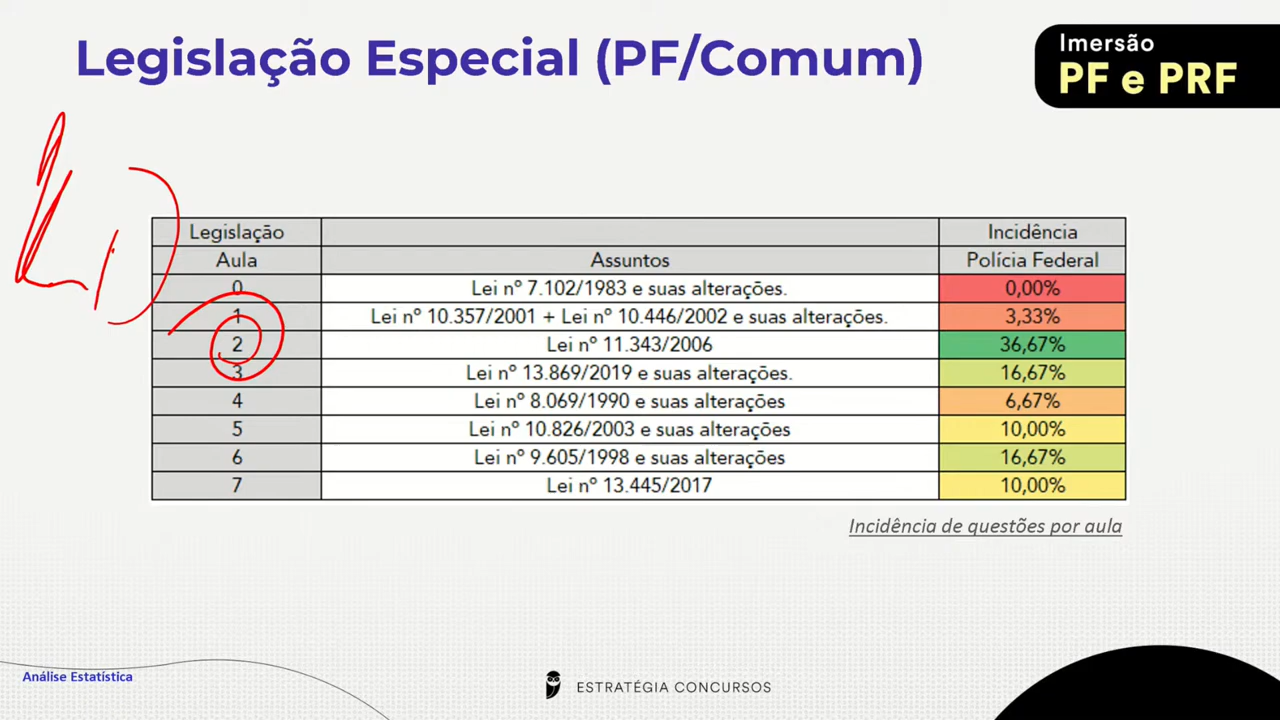 Legislação Especial (PF/Comum)
Imersão
PF e PRF
Legislação Incidência
Aula Assuntos Polícia Federal
0 Lei nº 7.102/1983 e suas alterações. 0,00%
1 Lei nº 10.357/2001 + Lei nº 10.446/2002 e suas alterações. 3,33%
2 Lei nº 11.343/2006 36,67%
3 Lei nº 13.869/2019 e suas alterações. 16,67%
4 Lei nº 8.069/1990 e suas alterações 6,67%
5 Lei nº 10.826/2003 e suas alterações 10,00%
6 Lei nº 9.605/1998 e suas alterações 16,67%
7 Lei nº 13.445/2017 10,00%
Incidência de questões por aula
Análise Estatística
ESTRATÉGIA CONCURSOS